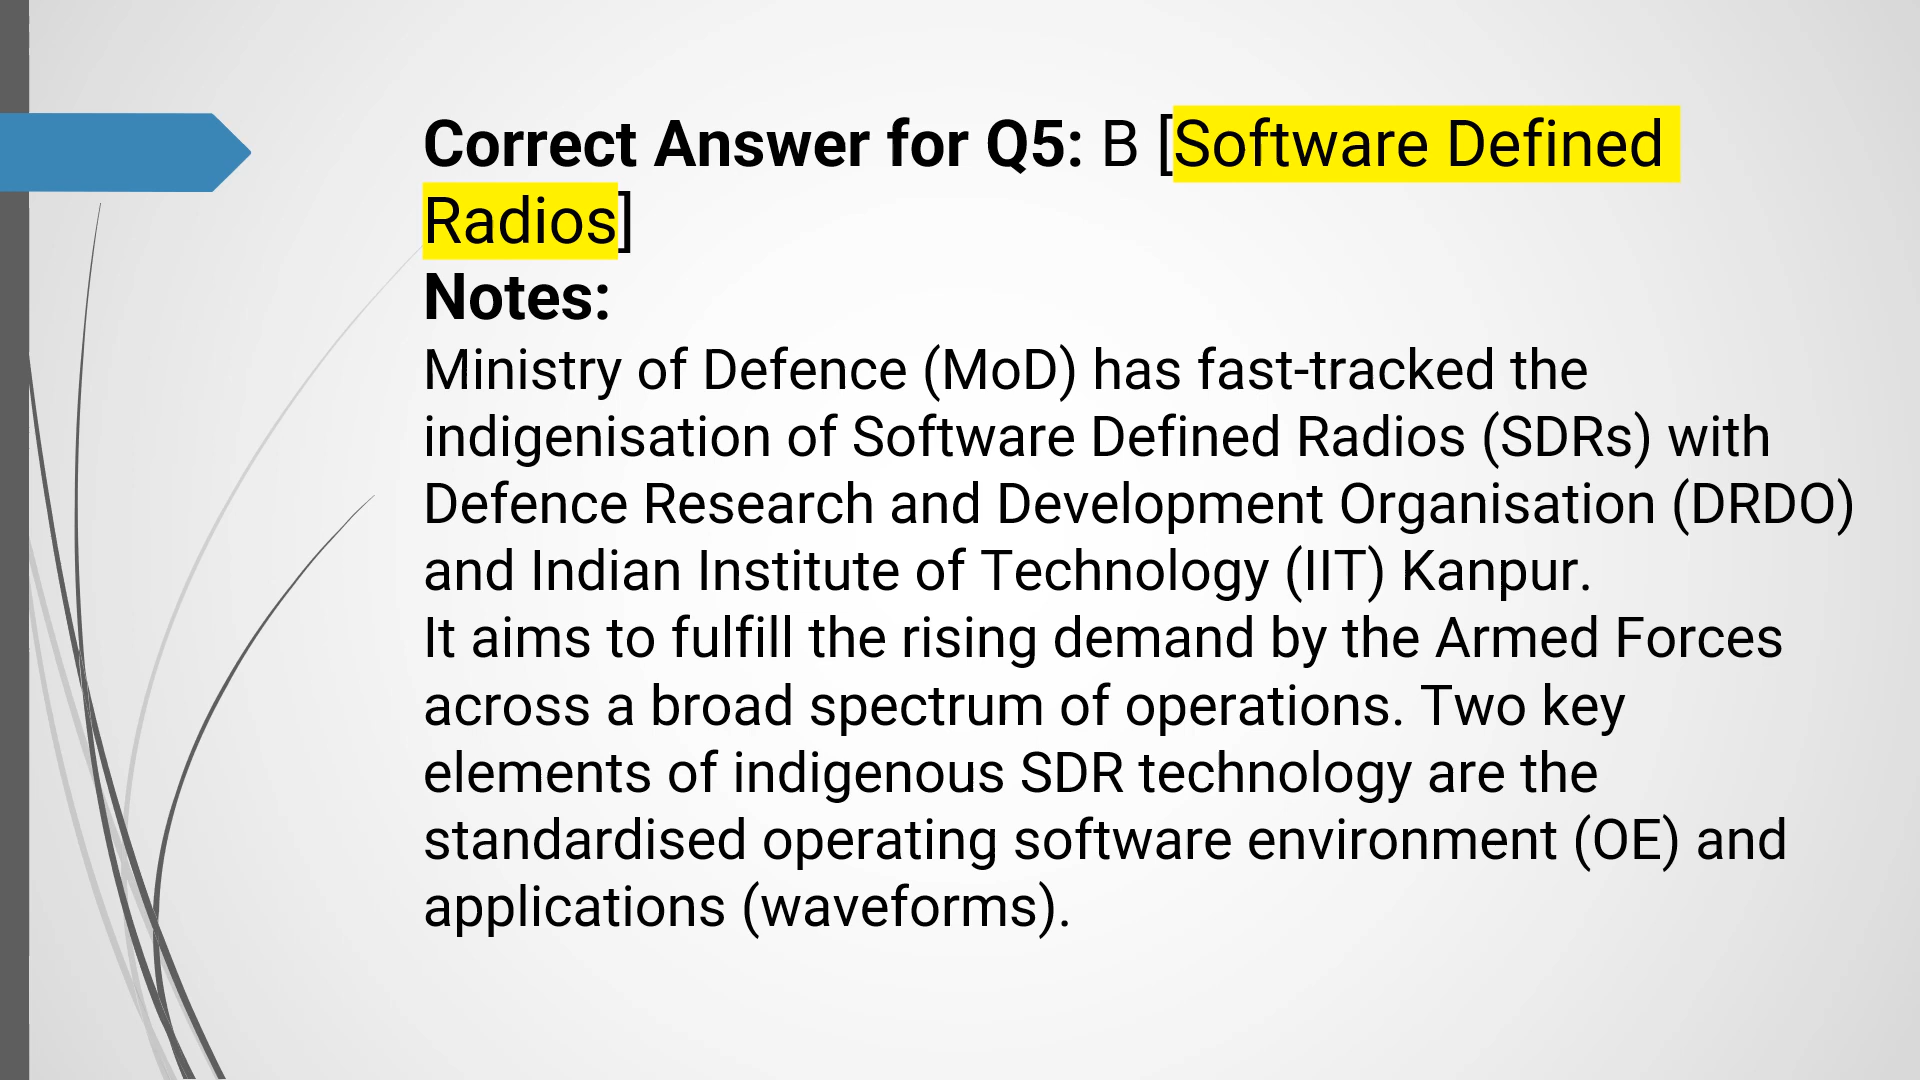 Correct Answer for Q5: B [Software Defined
Radios]
Notes:
Ministry of Defence (MoD) has fast-tracked the
indigenisation of Software Defined Radios (SDRs) with
Defence Research and Development Organisation (DRDO)
and Indian Institute of Technology (IIT) Kanpur.
It aims to fulfill the rising demand by the Armed Forces
across a broad spectrum of operations. Two key
elements of indigenous SDR technology are the
standardised operating software environment (OE) and
applications (waveforms).